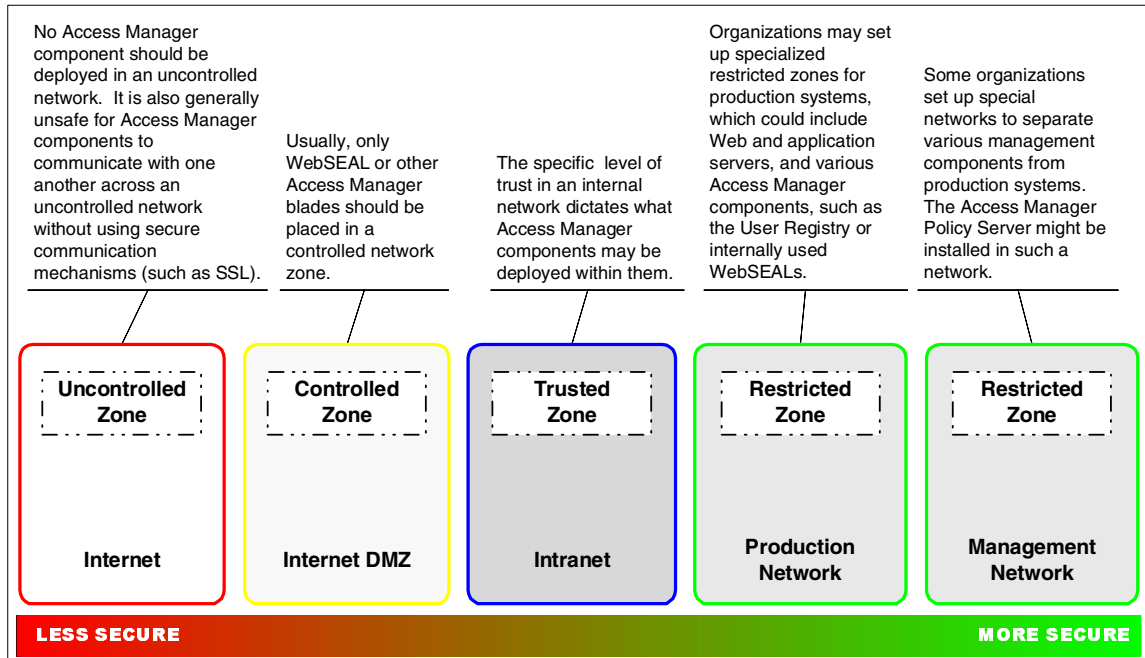 No Access Manager
component should be
deployed in an uncontrolled
network.  It is also generally
unsafe for Access Manager
components to
communicate with one
another across an
uncontrolled network
without using secure
communication
mechanisms (such as SSL).
Usually, only
WebSEAL or other
Access Manager
blades should be
placed in a
controlled network
zone.
The specific  level of
trust in an internal
network dictates what
Access Manager
components may be
deployed within them.
Organizations may set
up specialized
restricted zones for
production systems,
which could include
Web and application
servers, and various
Access Manager
components, such as
the User Registry or
internally used
WebSEALs.
Some organizations
set up special
networks to separate
various management
components from
production systems.
The Access Manager
Policy Server might be
installed in such a
network.
Uncontrolled
Zone
Internet
Controlled
Zone
Internet DMZ
Trusted
Zone
Intranet
Restricted
Zone
Production
Network
Restricted
Zone
Management
Network
LESS SECURE
MORE SECURE